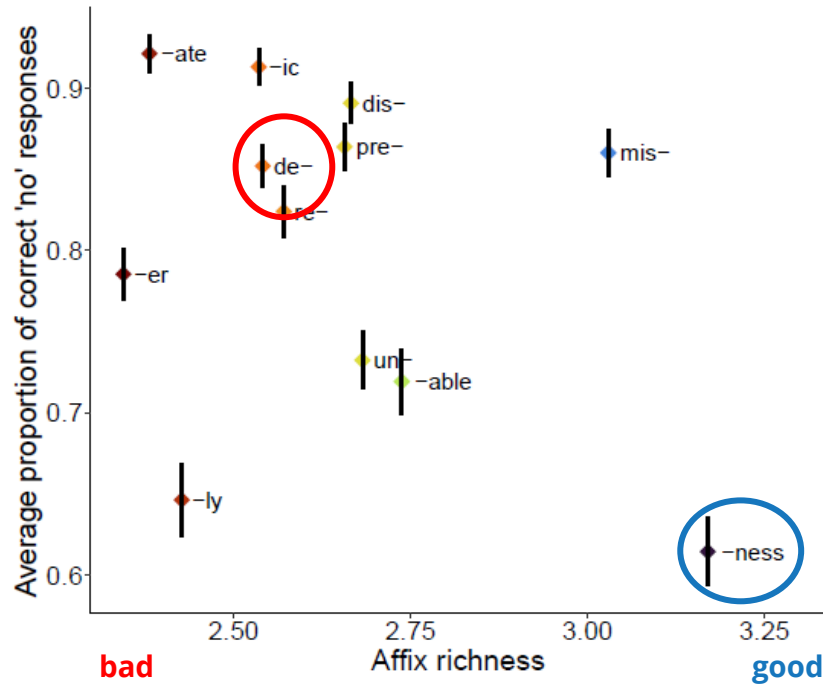 Average proportion of correct 'no' responses
0.9
0.8
0.7
0.6
−ate
−ic
dis−
pre−
mis−
de−
re−
−er
un−
−able
−ly
−ness
2.50
2.75
3.00
3.25
bad
Affix richness
good